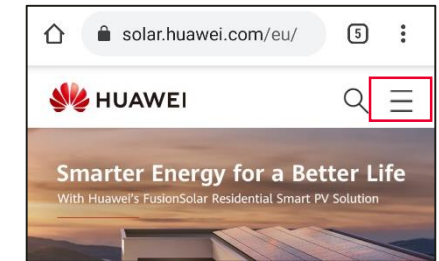 solar.huawei.com/eu/ 5
HUAWEI
Smarter Energy for a Better Life
With Huawei's FusionSolar Residential Smart PV Solution